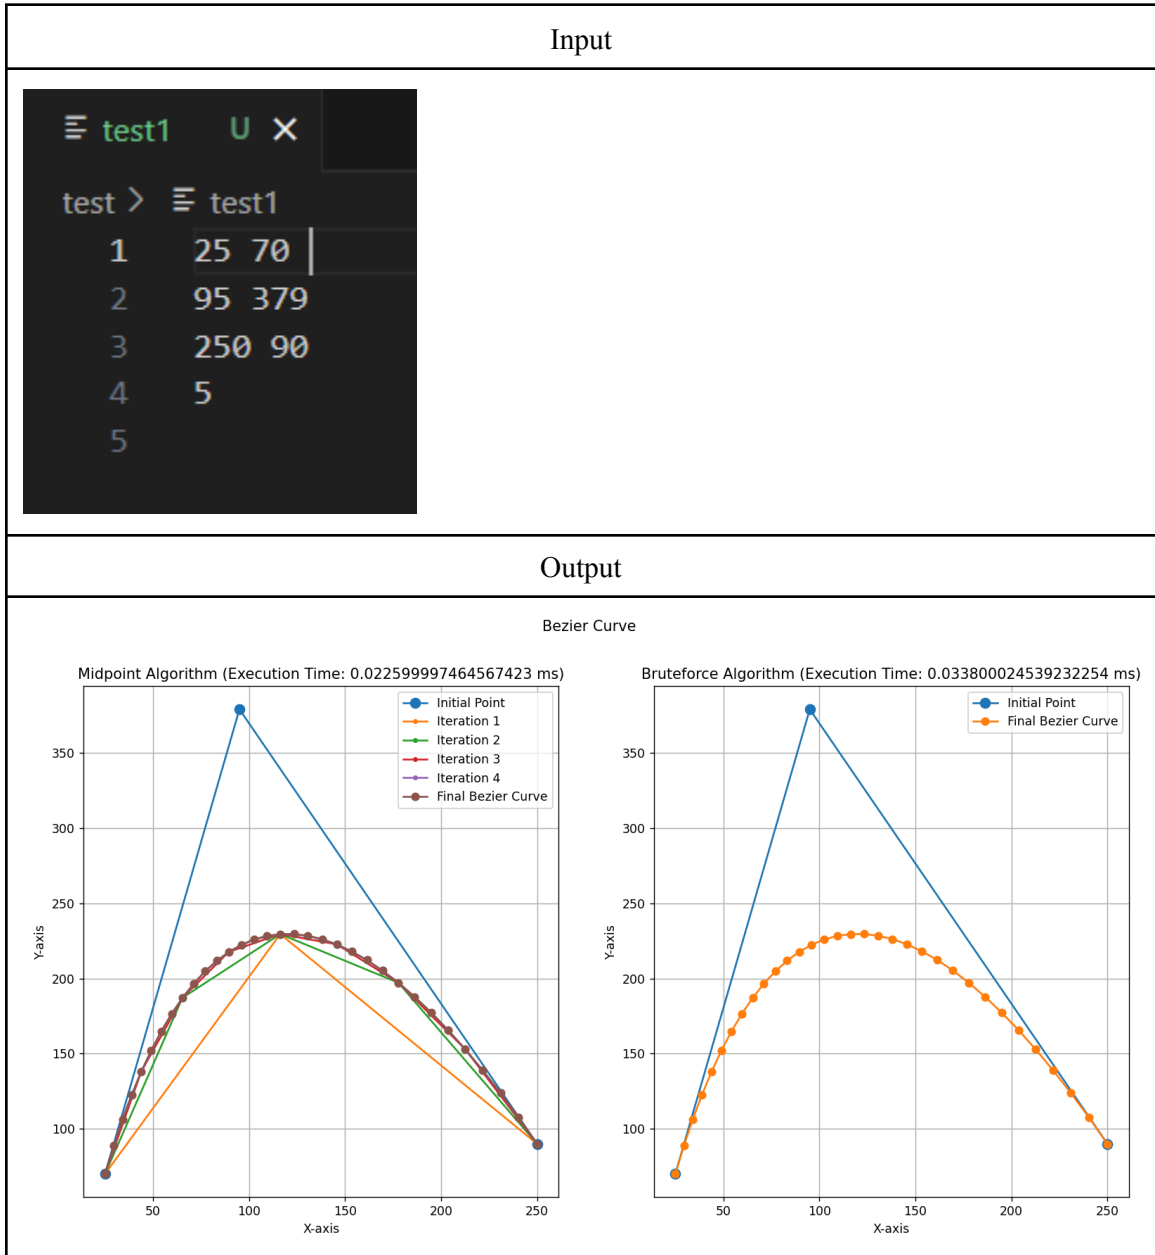 Input
test1 U
test > test1
1 25 70
2 95 379
3 250 90
4 5
5
Output
Bezier Curve
Midpoint Algorithm (Execution Time: 0.022599997464567423 ms)
Initial Point
Iteration 1
Iteration 2
Iteration 3
Iteration 4
Final Bezier Curve
350
300
250
200
150
100
Y-axis
50 100 150 200 250
X-axis
Bruteforce Algorithm (Execution Time: 0.033800024539232254 ms)
Initial Point
Final Bezier Curve
350
300
250
200
150
100
Y-axis
50 100 150 200 250
X-axis